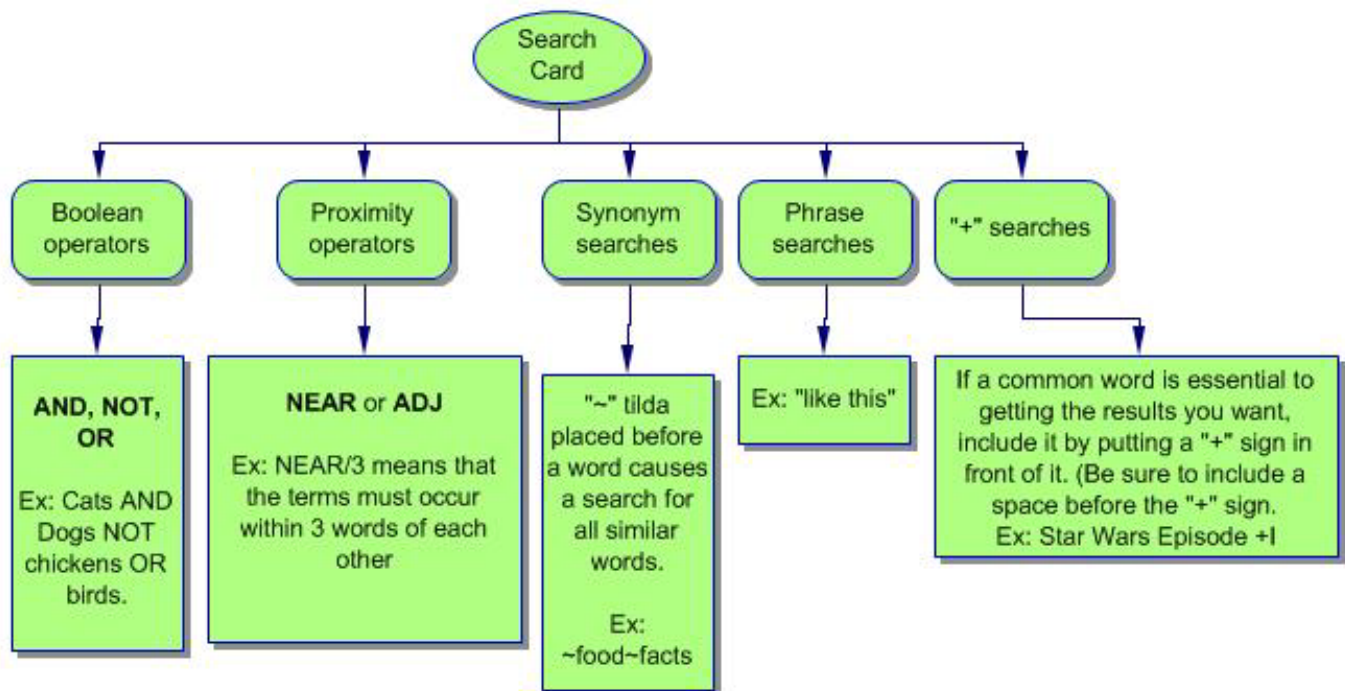 Search
Card
Boolean
operators
Proximity
operators
Synonym
searches
Phrase
searches
"+" searches
AND, NOT,
OR
Ex: Cats AND
Dogs NOT
chickens OR
birds.
NEAR or ADJ
Ex: NEAR/3 means that
the terms must occur
within 3 words of each
other
"~" tilda
placed before
a word causes
a search for
all similar
words.
Ex:
~food~facts
Ex: "like this"
If a common word is essential to
getting the results you want,
include it by putting a "+" sign in
front of it. (Be sure to include a
space before the "+" sign.
Ex: Star Wars Episode +I